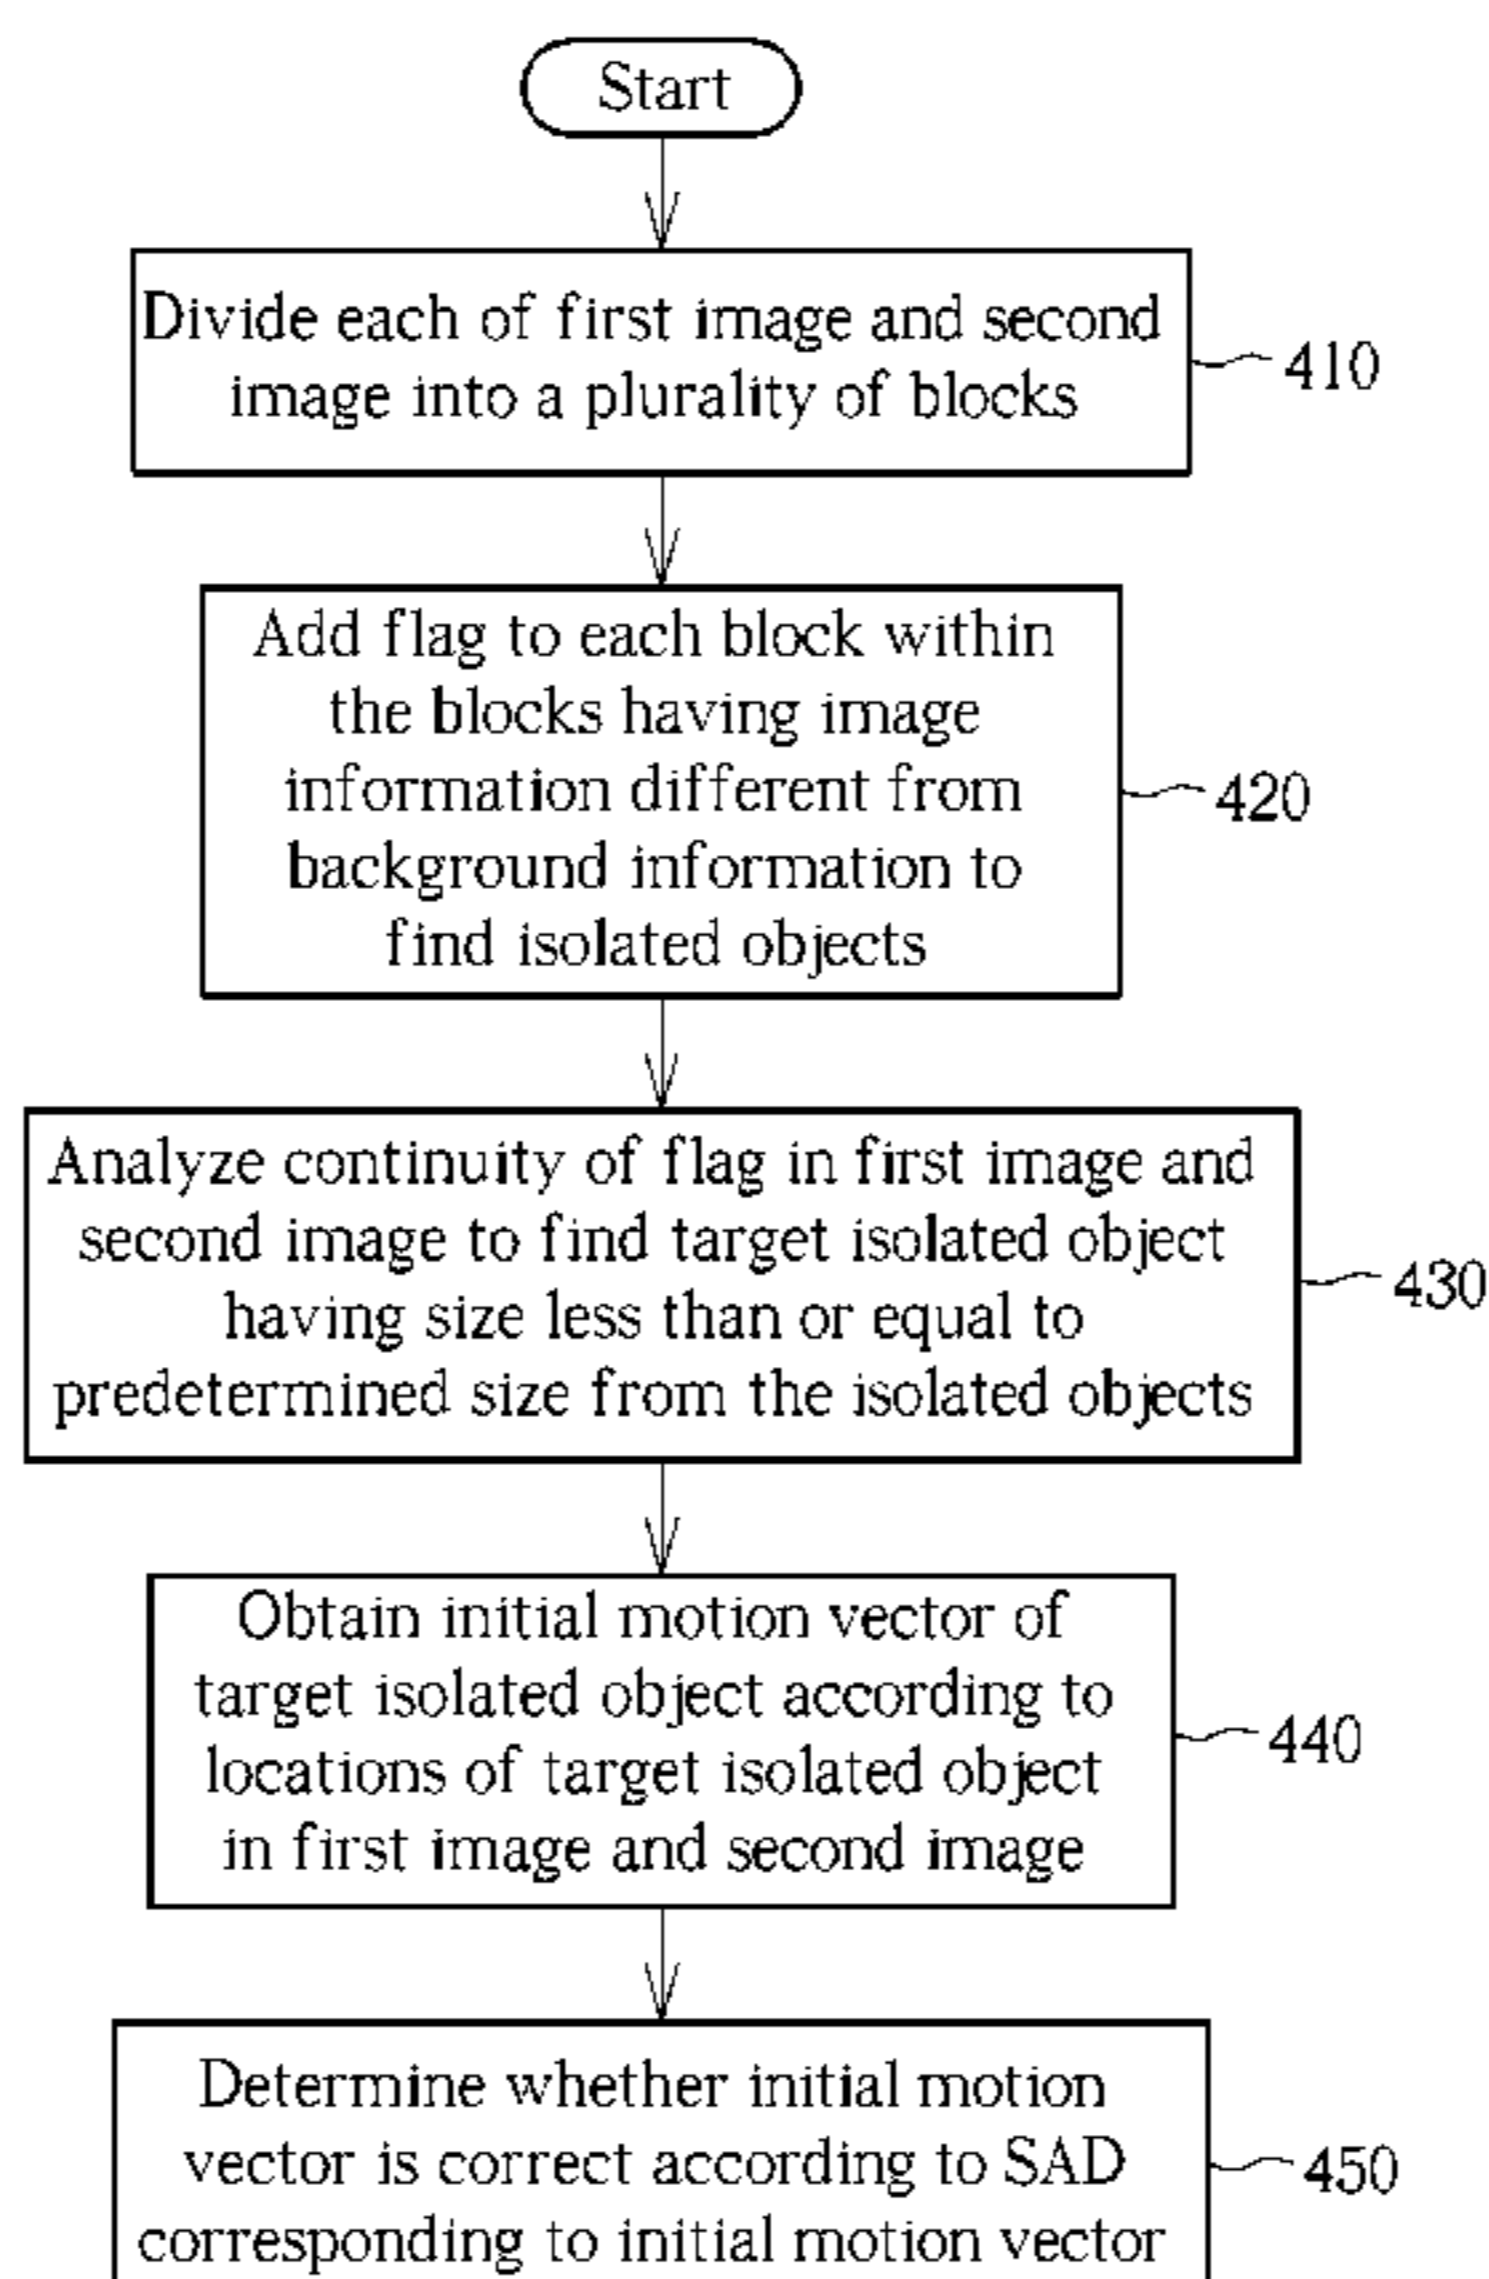 Start
Divide each of first image and second
image into a plurality of blocks
410
Add flag to each block within
the blocks having image
information different from
background information to
find isolated objects
420
Analyze continuity of flag in first image and
second image to find target isolated object
having size less than or equal to
predetermined size from the isolated objects
430
Obtain initial motion vector of
target isolated object according to
locations of target isolated object
in first image and second image
440
Determine whether initial motion
vector is correct according to SAD
corresponding to initial motion vector
450